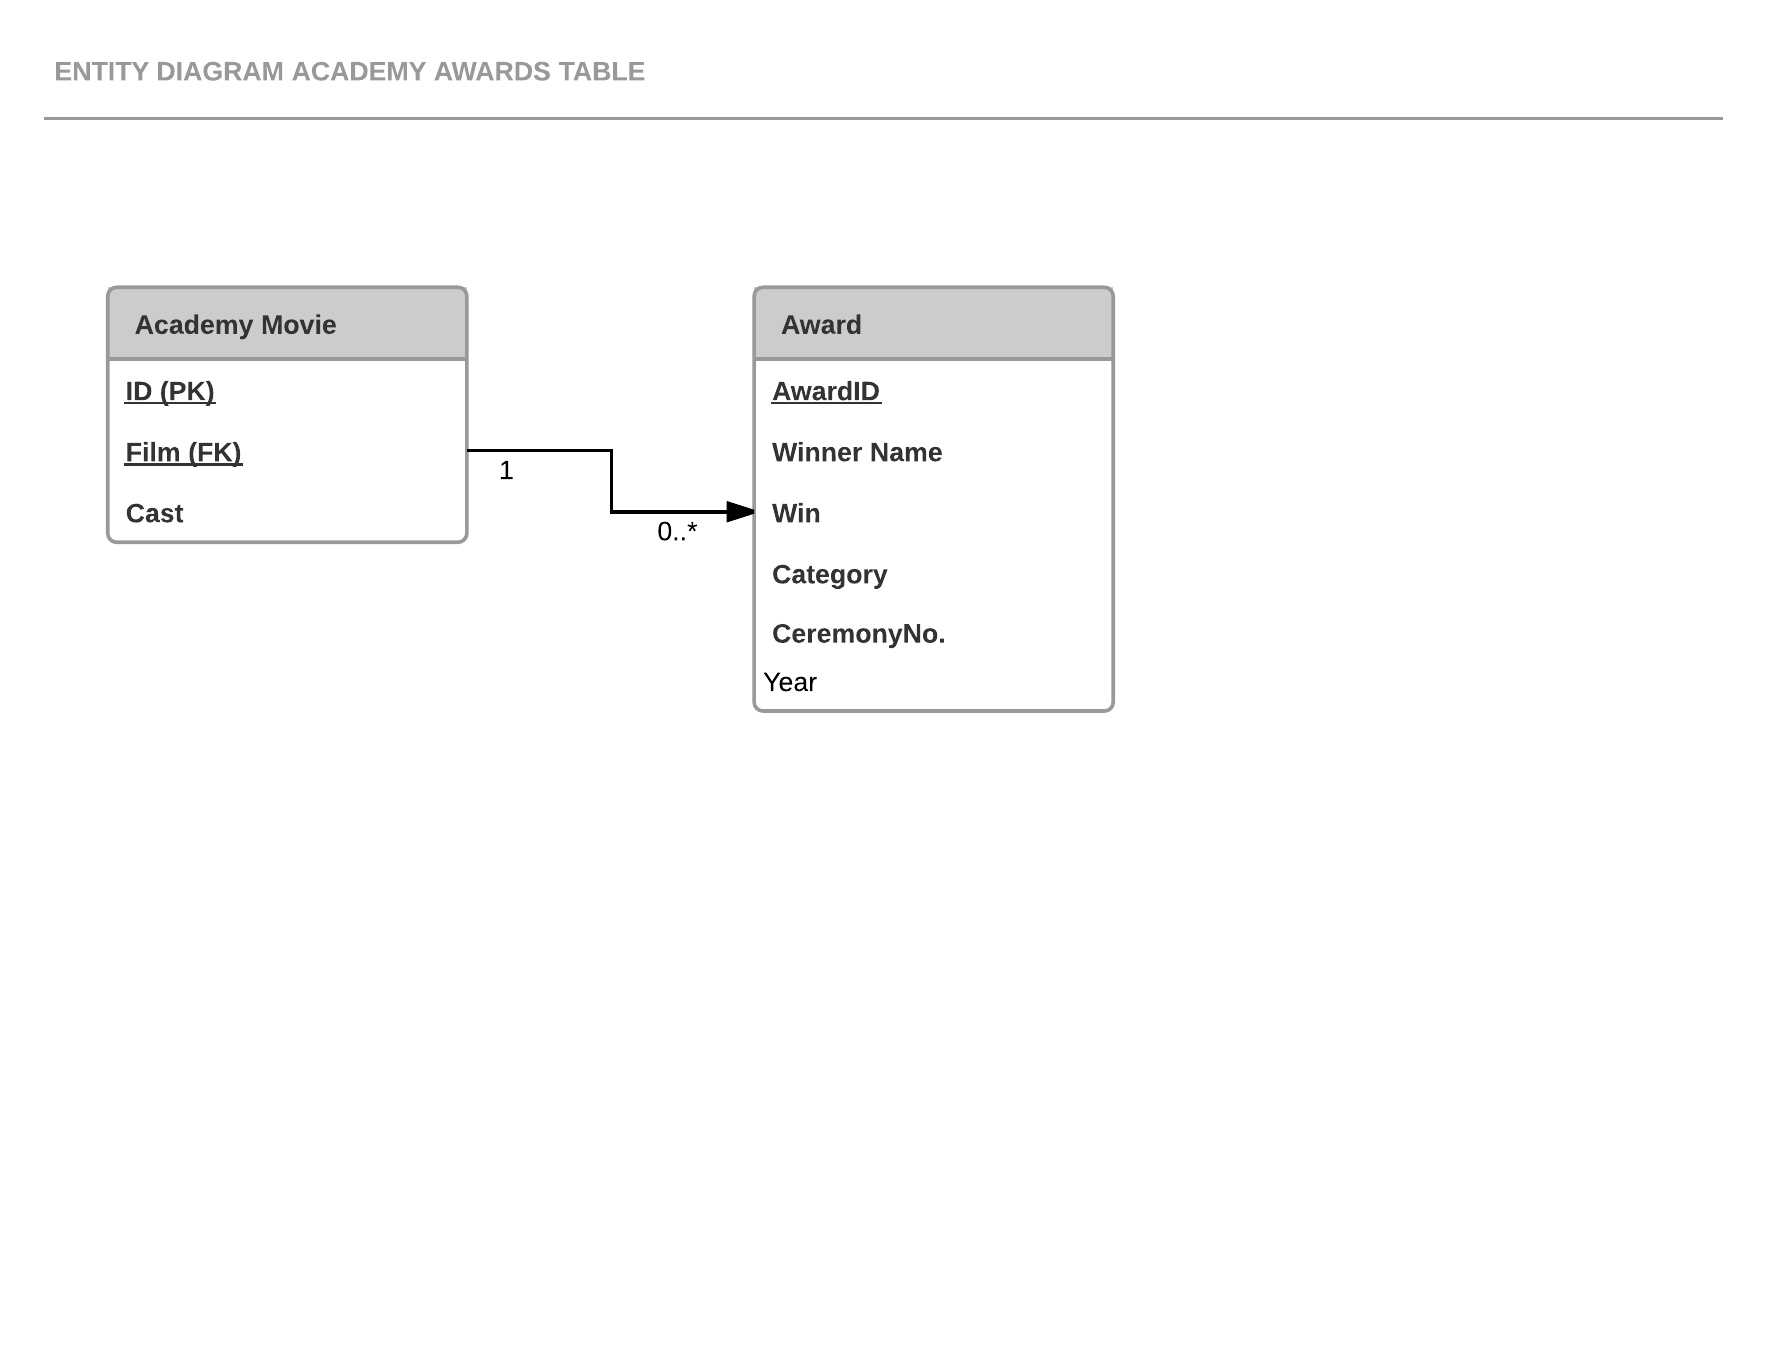 ENTITY DIAGRAM ACADEMY AWARDS TABLE
Academy Movie
ID (PK)
Film (FK)
Cast
1
0..*
Award
AwardID
Winner Name
Win
Category
CeremonyNo.
Year